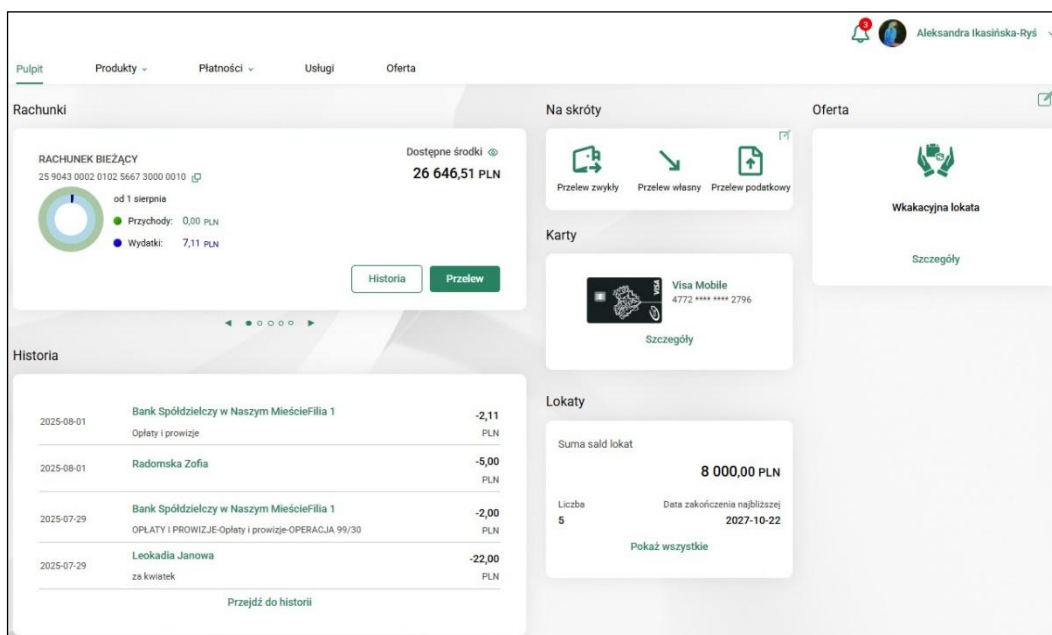 3
Aleksandra Ikasińska-Ryś
Pulpit Produkty Płatności Usługi Oferta
Rachunki
RACHUNEK BIEŻĄCY
25 9043 0002 0102 5667 3000 0010
od 1 sierpnia
Przychody: 0,00 PLN
Wydatki: 7,11 PLN
Dostępne środki
26 646,51 PLN
Historia Przelew
Historia
2025-08-01 Bank Spółdzielczy w Naszym MieścieFilia 1 -2,11
Opłaty i prowizje PLN
2025-08-01 Radomska Zofia -5,00
PLN
2025-07-29 Bank Spółdzielczy w Naszym MieścieFilia 1 -2,00
OPŁATY I PROWIZJE-Opłaty i prowizje-OPERACJA 99/30 PLN
2025-07-29 Leokadia Janowa -22,00
za kwiatek PLN
Przejdź do historii
Na skróty
Przelew zwykły Przelew własny Przelew podatkowy
Karty
VISA
Visa Mobile
4772 **** **** 2796
Szczegóły
Lokaty
Suma sald lokat
8 000,00 PLN
Liczba Data zakończenia najbliższej
5 2027-10-22
Pokaż wszystkie
Oferta
Wkakacyjna lokata
Szczegóły